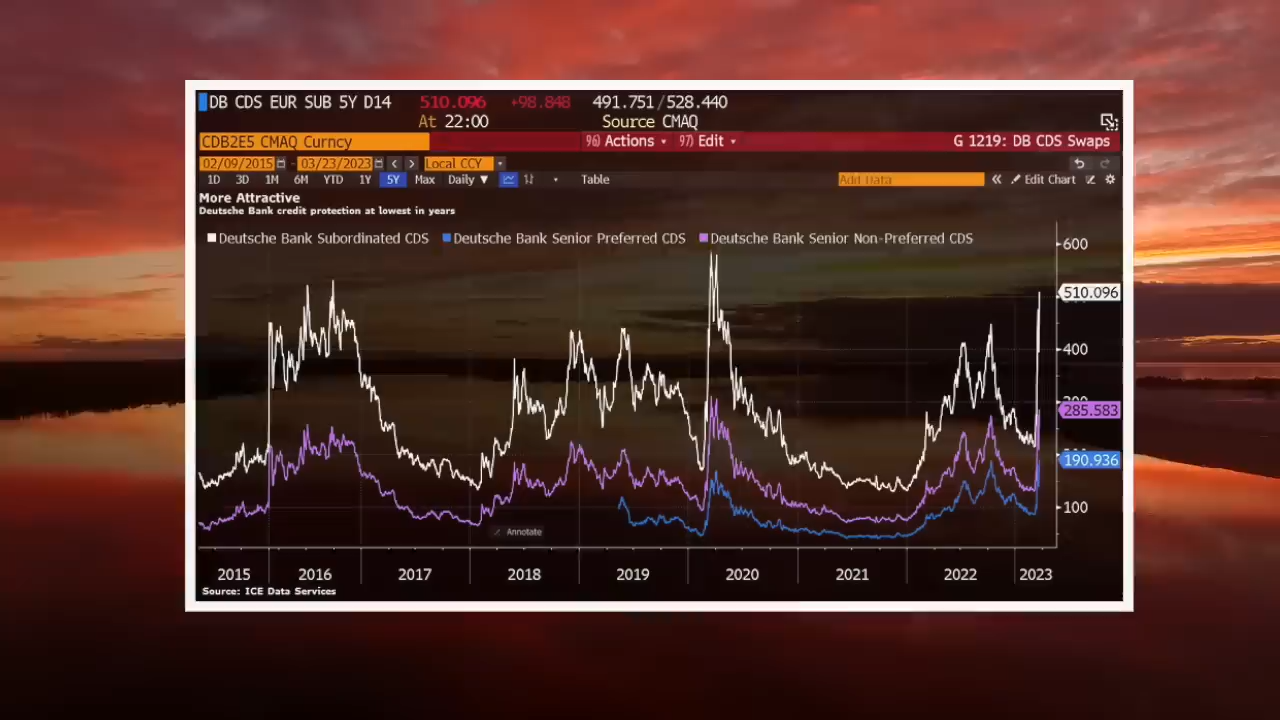 DB CDS EUR SUB 5Y D14 510.096 +98.848 491.751/528.440
At 22:00 Source CMAQ
CDB2E5 CMAQ Curncy 96) Actions 97) Edit G 1219: DB CDS Swaps
02/09/2015 - 03/23/2023 Local CCY
1D 3D 1M 6M YTD 1Y 5Y Max Daily ▼ Table Add Data « Edit Chart
More Attractive
Deutsche Bank credit protection at lowest in years
Deutsche Bank Subordinated CDS Deutsche Bank Senior Preferred CDS Deutsche Bank Senior Non-Preferred CDS
600
510.096
400
285.583
190.936
100
Annotate
2015 2016 2017 2018 2019 2020 2021 2022 2023
Source: ICE Data Services